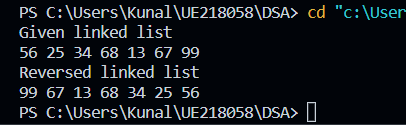 PS C:\Users\Kunal\UE218058\DSA> cd "c:\User
Given linked list
56 25 34 68 13 67 99
Reversed linked list
99 67 13 68 34 25 56
PS C:\Users\Kunal\UE218058\DSA>